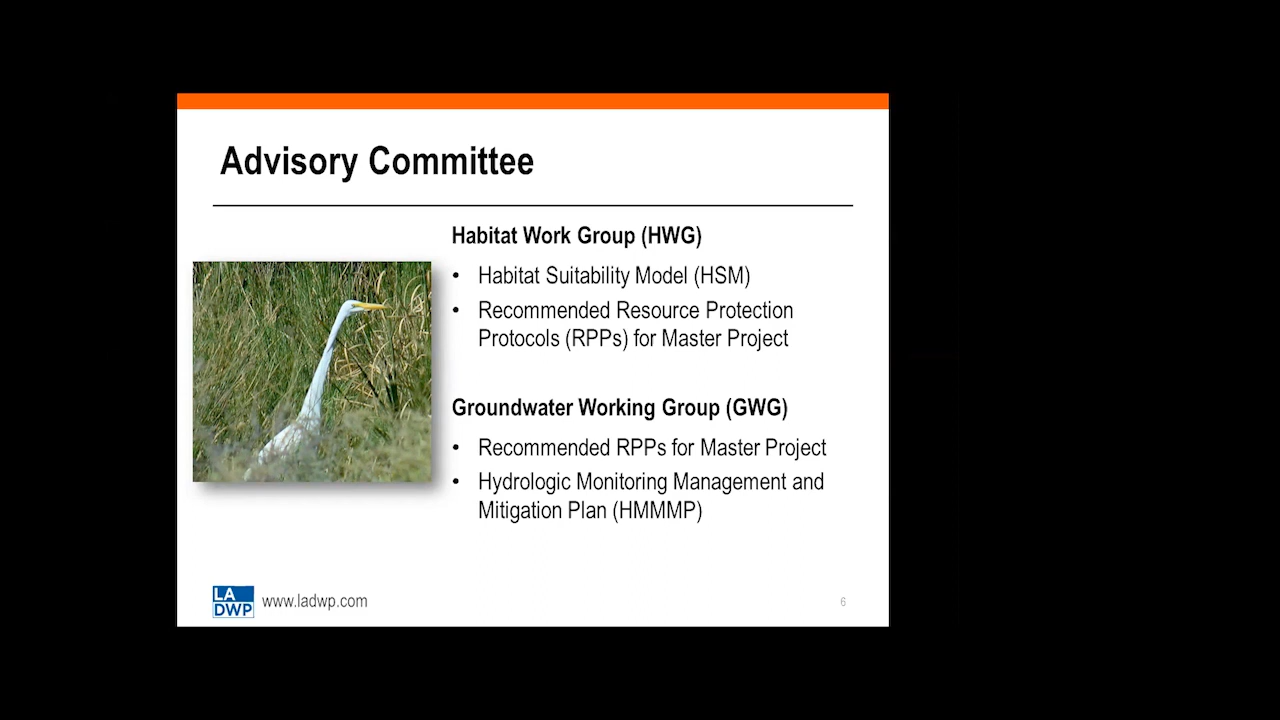 Advisory Committee
Habitat Work Group (HWG)
• Habitat Suitability Model (HSM)
• Recommended Resource Protection
Protocols (RPPs) for Master Project
Groundwater Working Group (GWG)
• Recommended RPPs for Master Project
• Hydrologic Monitoring Management and
Mitigation Plan (HMMMP)
LA
DWP
www.ladwp.com
6